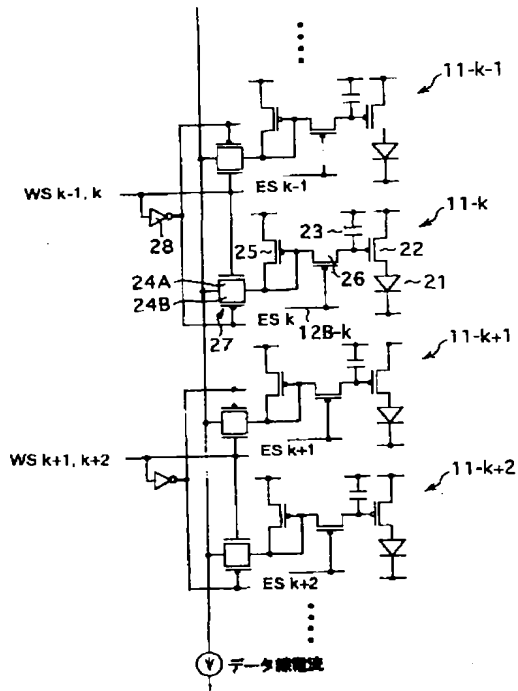 11-k-1
WS k-1, k
ES k-1
28
24A
24B
27
25
23
26
22
21
11-k
ES k
12B-k
11-k+1
WS k+1, k+2
ES k+1
11-k+2
ES k+2
データ線電流